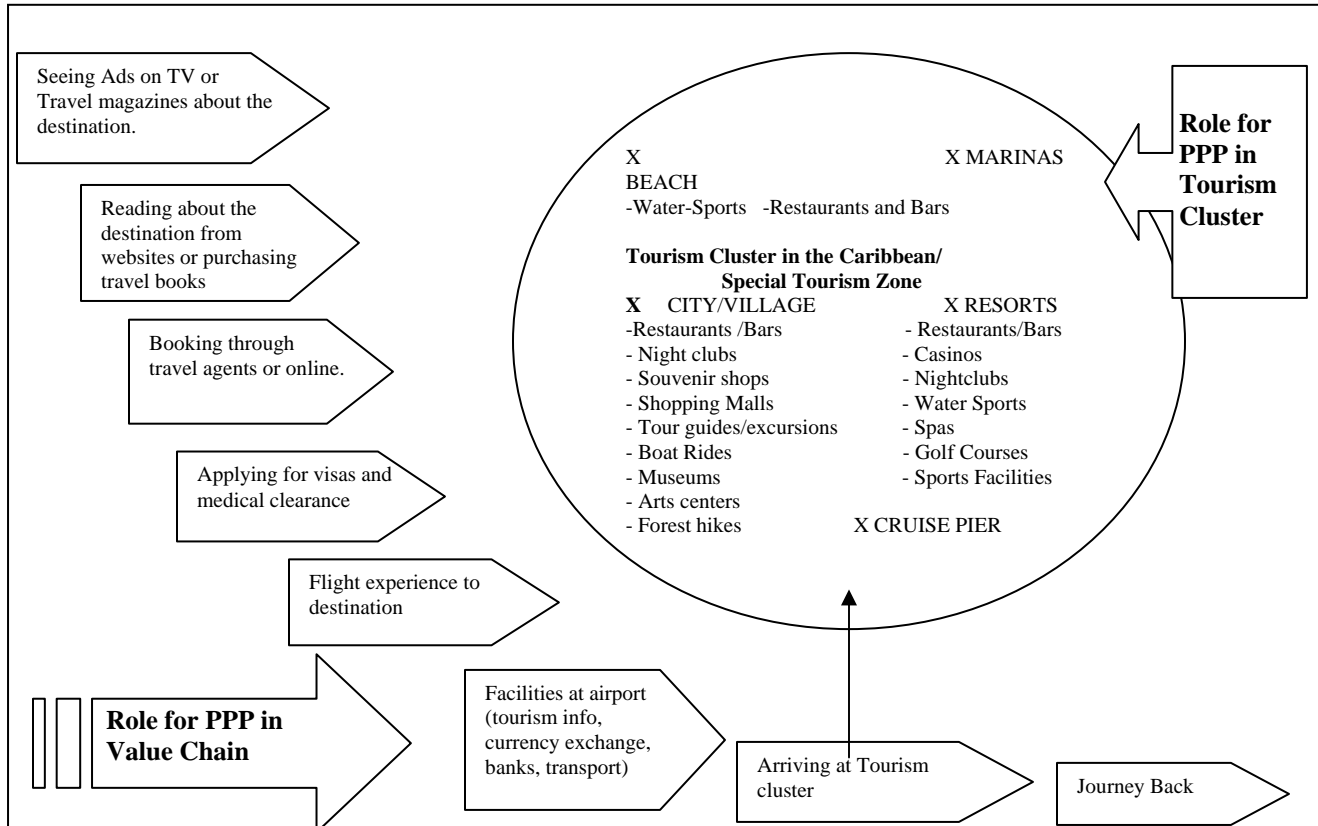 Seeing Ads on TV or
Travel magazines about the
destination.
Reading about the
destination from
websites or purchasing
travel books
Booking through
travel agents or online.
Applying for visas and
medical clearance
Flight experience to
destination
Role for PPP in
Value Chain
Facilities at airport
(tourism info,
currency exchange,
banks, transport)
Arriving at Tourism
cluster
Journey Back
X X MARINAS
BEACH
-Water-Sports -Restaurants and Bars
Tourism Cluster in the Caribbean/
Special Tourism Zone
X CITY/VILLAGE X RESORTS
-Restaurants /Bars - Restaurants/Bars
- Night clubs - Casinos
- Souvenir shops - Nightclubs
- Shopping Malls - Water Sports
- Tour guides/excursions - Spas
- Boat Rides - Golf Courses
- Museums - Sports Facilities
- Arts centers
- Forest hikes X CRUISE PIER
Role for
PPP in
Tourism
Cluster